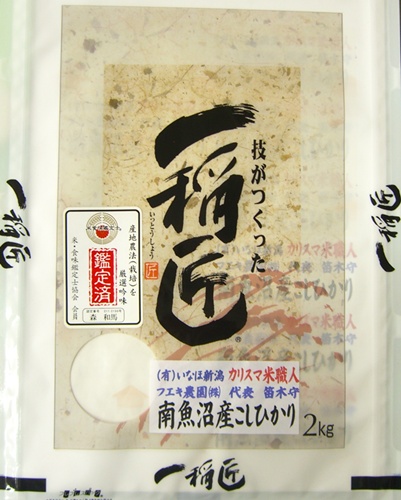 技がつくった
一稲匠
いっとうしょう
匠
産地農法(栽培)を
厳選吟味
鑑定済
森 和馬
米・食味鑑定士協会 会員
(有)いなほ新潟 カリスマ米職人
フエキ農園(株) 代表 笛木守
南魚沼産こしひかり
2kg
一稲匠
一稲匠
一稲匠